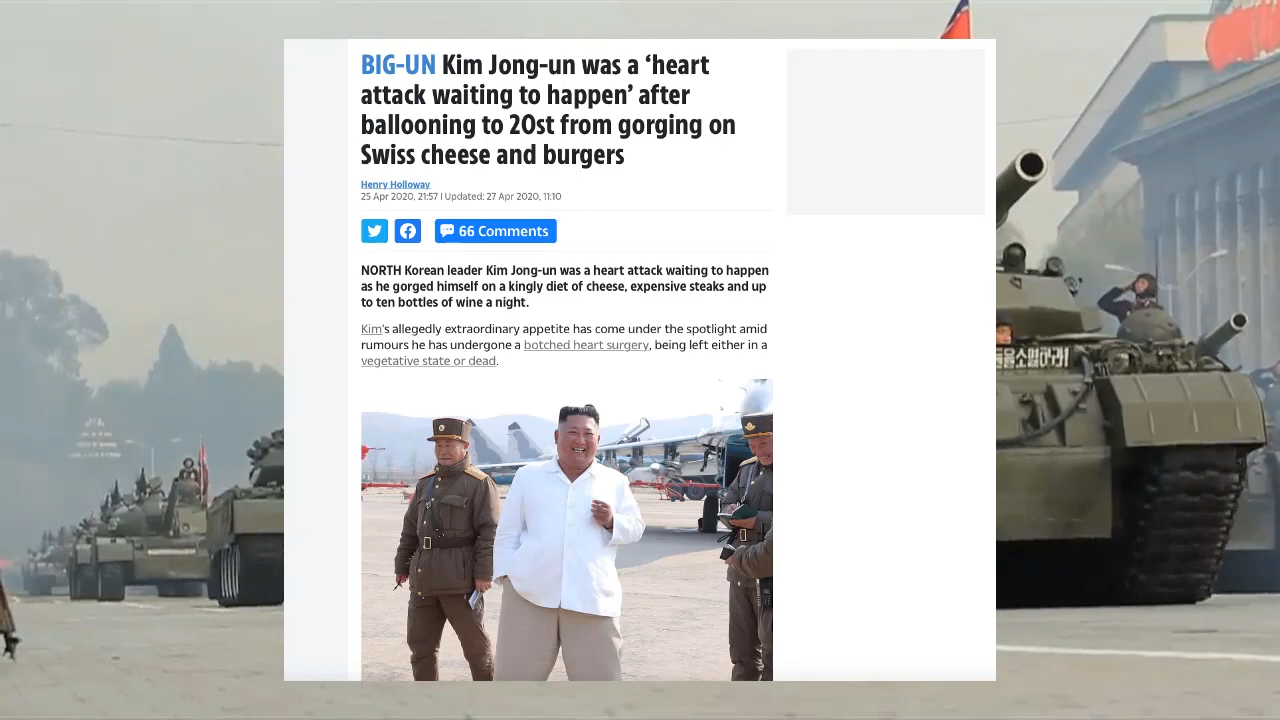 BIG-UN Kim Jong-un was a ‘heart
attack waiting to happen’ after
ballooning to 20st from gorging on
Swiss cheese and burgers
Henry Holloway
25 Apr 2020, 21:57 | Updated: 27 Apr 2020, 11:10
66 Comments
NORTH Korean leader Kim Jong-un was a heart attack waiting to happen
as he gorged himself on a kingly diet of cheese, expensive steaks and up
to ten bottles of wine a night.
Kim's allegedly extraordinary appetite has come under the spotlight amid
rumours he has undergone a botched heart surgery, being left either in a
vegetative state or dead.